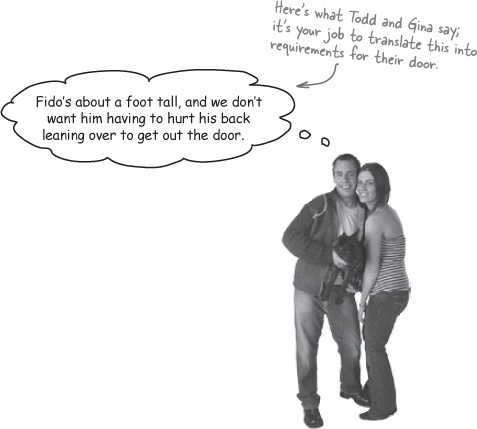 Here's what Todd and Gina say;
it's your job to translate this into
requirements for their door.
Fido's about a foot tall, and we don't
want him having to hurt his back
leaning over to get out the door.